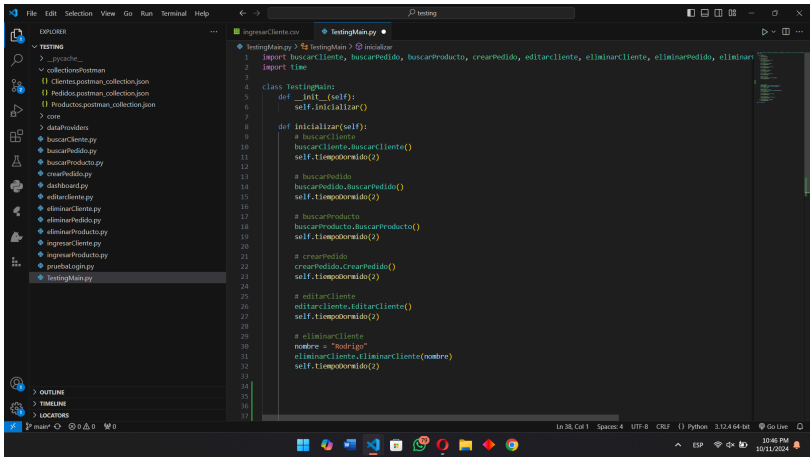 File Edit Selection View Go Run Terminal Help
testing
EXPLORER
TESTING
__pycache__
collectionsPostman
Clientes.postman_collection.json
Pedidos.postman_collection.json
Productos.postman_collection.json
core
dataProviders
buscarCliente.py
buscarPedido.py
buscarProducto.py
crearPedido.py
dashboard.py
editarcliente.py
eliminarCliente.py
eliminarPedido.py
eliminarProducto.py
ingresarCliente.py
ingresarProducto.py
pruebaLogin.py
TestingMain.py
OUTLINE
TIMELINE
LOCATORS
ingresarCliente.csv TestingMain.py
TestingMain.py > TestingMain > inicializar
1 import buscarCliente, buscarPedido, buscarProducto, crearPedido, editarcliente, eliminarCliente, eliminarPedido, eliminar
2 import time
3
4 class TestingMain:
5 def __init__(self):
6 self.inicializar()
7
8 def inicializar(self):
9 # buscarCliente
10 buscarCliente.BuscarCliente()
11 self.tiempoDormido(2)
12
13 # buscarPedido
14 buscarPedido.BuscarPedido()
15 self.tiempoDormido(2)
16
17 # buscarProducto
18 buscarProducto.BuscarProducto()
19 self.tiempoDormido(2)
20
21 # crearPedido
22 crearPedido.CrearPedido()
23 self.tiempoDormido(2)
24
25 # editarCliente
26 editarcliente.EditarCliente()
27 self.tiempoDormido(2)
28
29 # eliminarCliente
30 nombre = "Rodrigo"
31 eliminarCliente.EliminarCliente(nombre)
32 self.tiempoDormido(2)
33
34
35
36
37
main* 0 0 0 Ln 38, Col 1 Spaces: 4 UTF-8 CRLF {} Python 3.12.4 64-bit Go Live
79
ESP 10:46 PM
10/11/2024